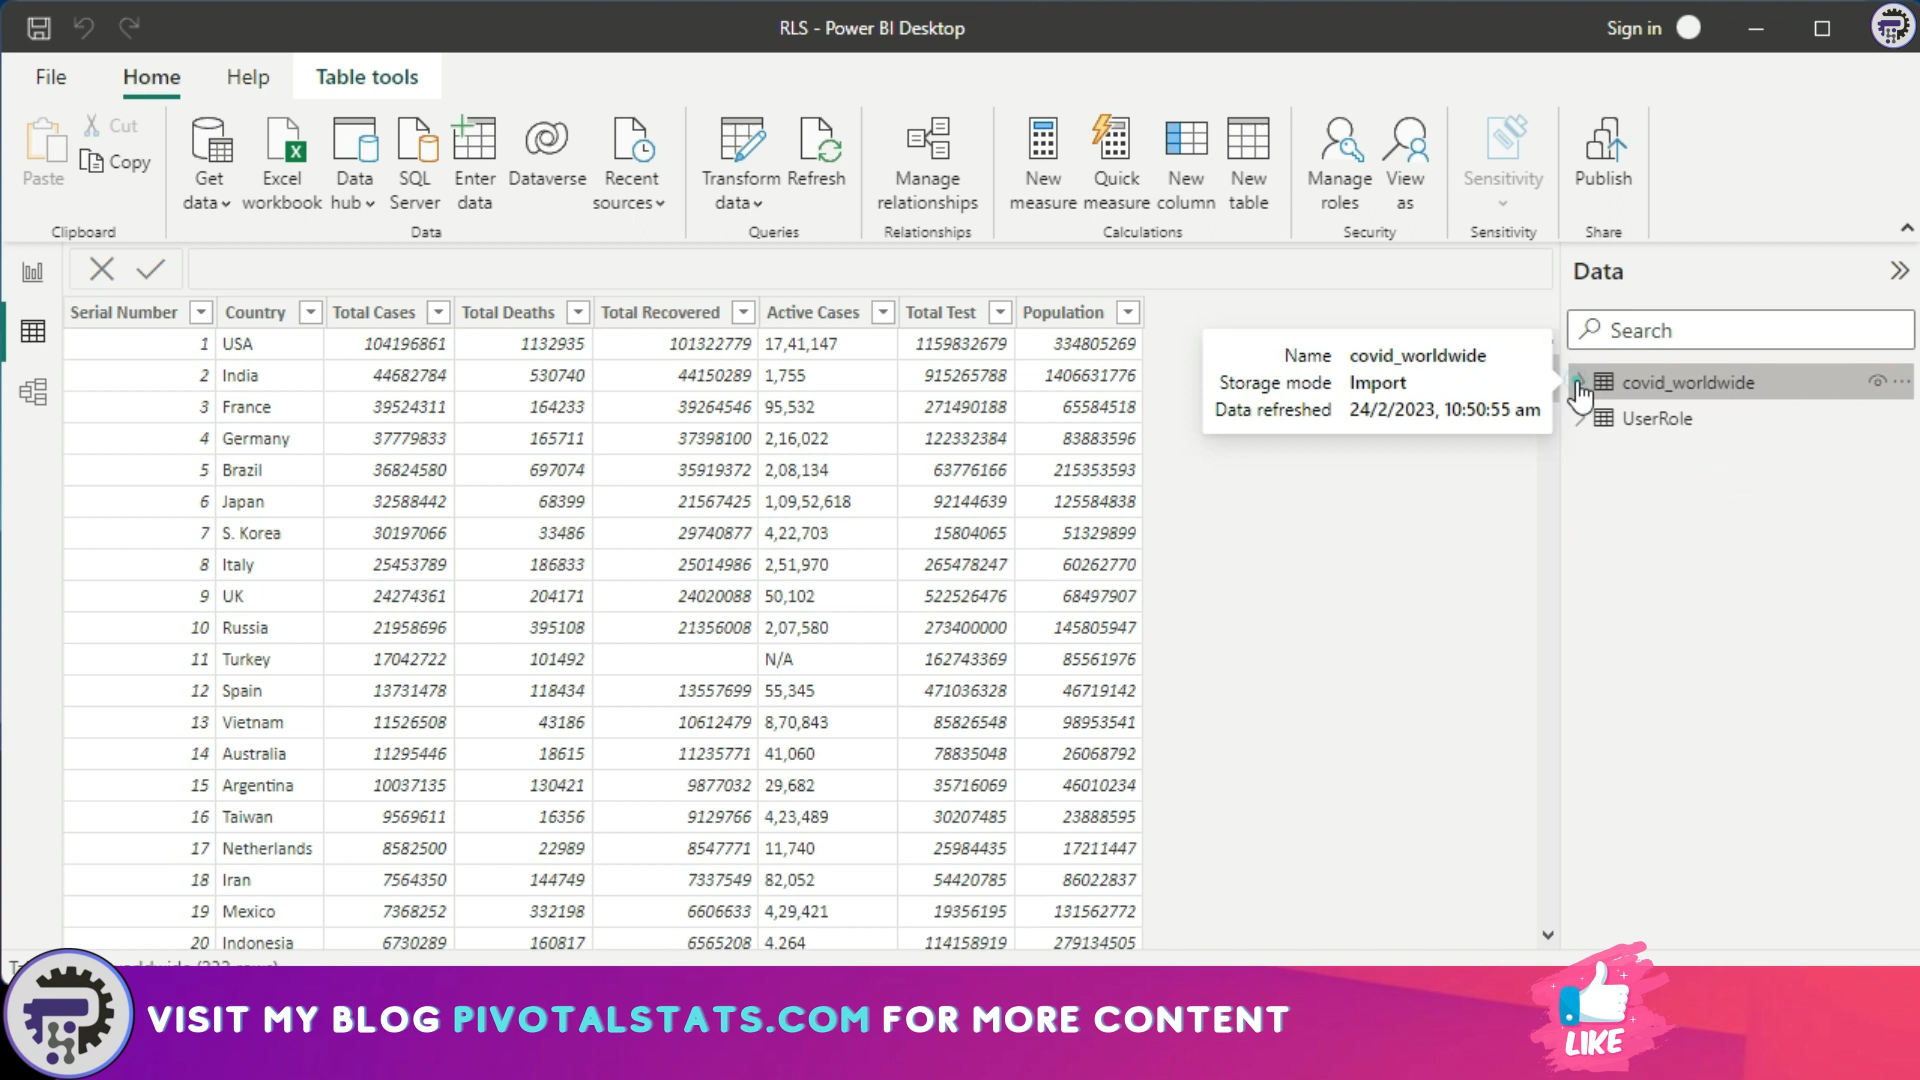 RLS - Power BI Desktop
Sign in
File Home Help Table tools
Paste
Cut
Copy
Clipboard
Get data
Excel workbook
Data hub
SQL Server
Enter data
Dataverse
Recent sources
Data
Transform data
Refresh
Queries
Manage relationships
Relationships
New measure
Quick measure
New column
New table
Calculations
Manage roles
View as
Security
Sensitivity
Sensitivity
Publish
Share
Serial Number Country Total Cases Total Deaths Total Recovered Active Cases Total Test Population
1 USA 104196861 1132935 101322779 17,41,147 1159832679 334805269
2 India 44682784 530740 44150289 1,755 915265788 1406631776
3 France 39524311 164233 39264546 95,532 271490188 65584518
4 Germany 37779833 165711 37398100 2,16,022 122332384 83883596
5 Brazil 36824580 697074 35919372 2,08,134 63776166 215353593
6 Japan 32588442 68399 21567425 1,09,52,618 92144639 125584838
7 S. Korea 30197066 33486 29740877 4,22,703 15804065 51329899
8 Italy 25453789 186833 25014986 2,51,970 265478247 60262770
9 UK 24274361 204171 24020088 50,102 522526476 68497907
10 Russia 21958696 395108 21356008 2,07,580 273400000 145805947
11 Turkey 17042722 101492 N/A 162743369 85561976
12 Spain 13731478 118434 13557699 55,345 471036328 46719142
13 Vietnam 11526508 43186 10612479 8,70,843 85826548 98953541
14 Australia 11295446 18615 11235771 41,060 78835048 26068792
15 Argentina 10037135 130421 9877032 29,682 35716069 46010234
16 Taiwan 9569611 16356 9129766 4,23,489 30207485 23888595
17 Netherlands 8582500 22989 8547771 11,740 25984435 17211447
18 Iran 7564350 144749 7337549 82,052 54420785 86022837
19 Mexico 7368252 332198 6606633 4,29,421 19356195 131562772
20 Indonesia 6730289 160817 6565208 4,264 114158919 279134505
Name covid_worldwide
Storage mode Import
Data refreshed 24/2/2023, 10:50:55 am
Data
Search
covid_worldwide
UserRole
VISIT MY BLOG PIVOTALSTATS.COM FOR MORE CONTENT
LIKE